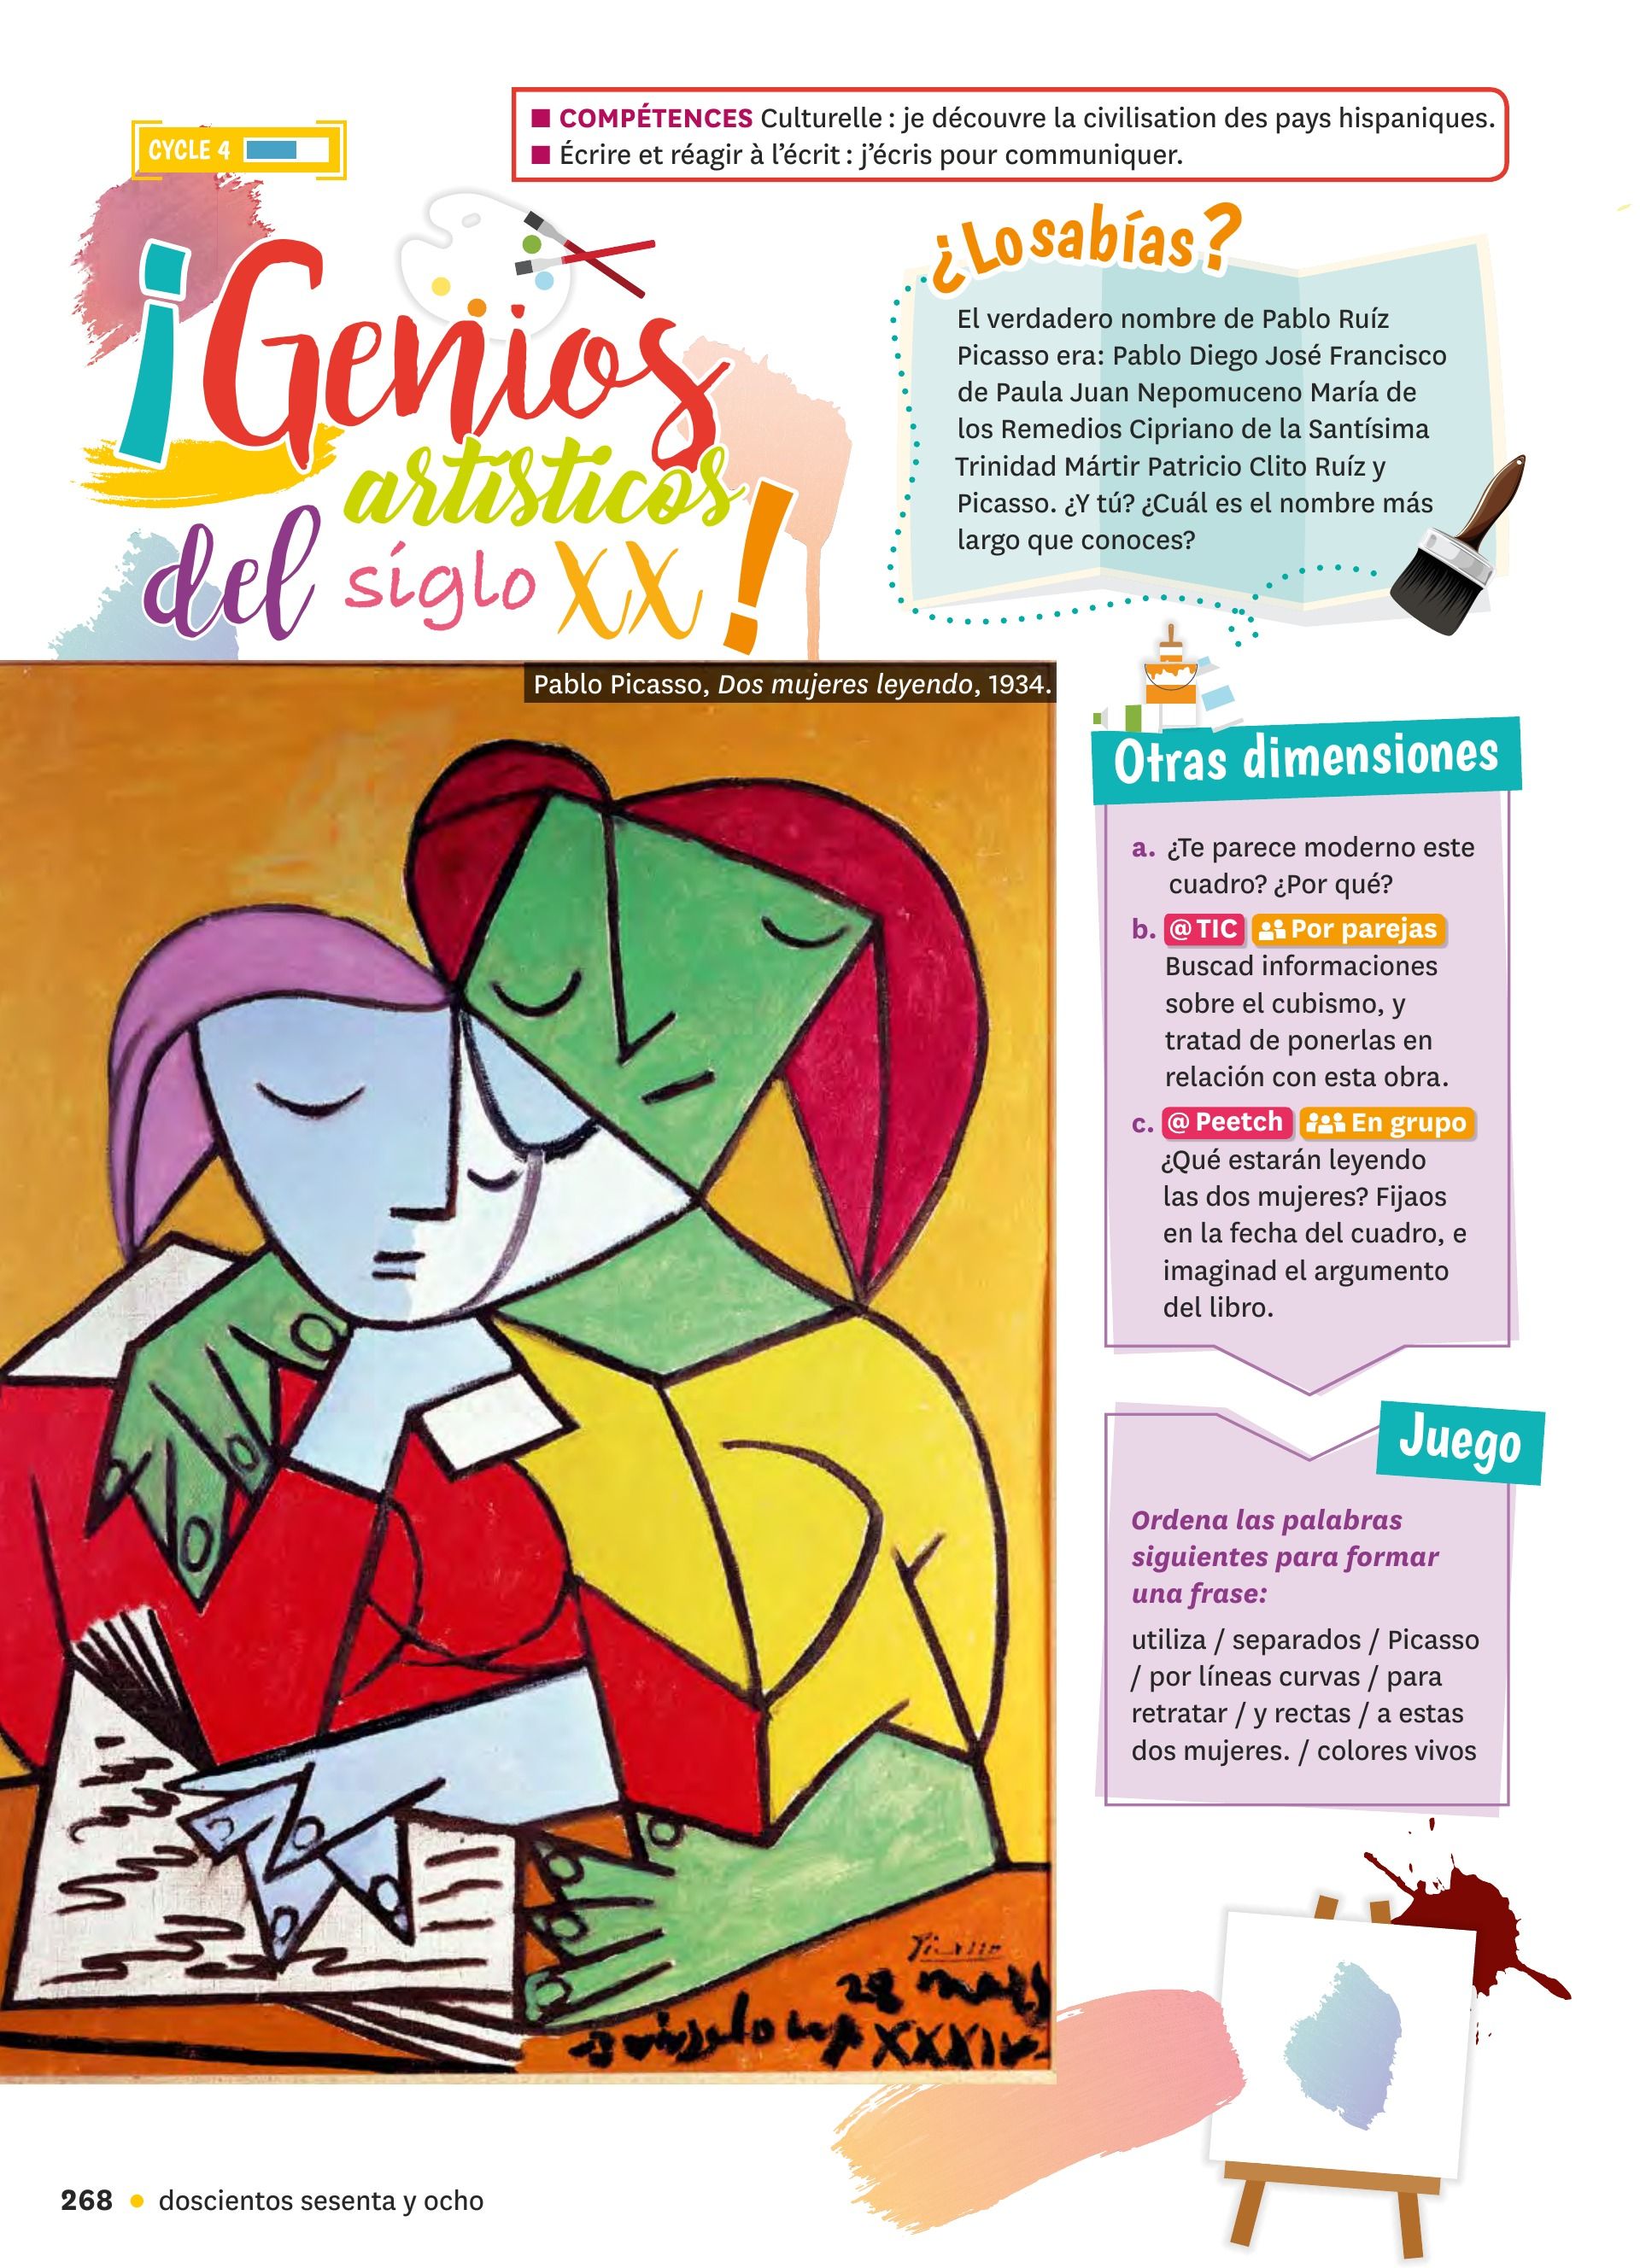 CYCLE 4
■ COMPÉTENCES Culturelle : je découvre la civilisation des pays hispaniques.
■ Écrire et réagir à l'écrit : j'écris pour communiquer.
¡Genios
artísticos
del siglo XX!
¿Lo sabías?
El verdadero nombre de Pablo Ruíz
Picasso era: Pablo Diego José Francisco
de Paula Juan Nepomuceno María de
los Remedios Cipriano de la Santísima
Trinidad Mártir Patricio Clito Ruíz y
Picasso. ¿Y tú? ¿Cuál es el nombre más
largo que conoces?
Pablo Picasso, Dos mujeres leyendo, 1934.
Picasso
28 mars
XXXIV
Otras dimensiones
a. ¿Te parece moderno este
cuadro? ¿Por qué?
b. @ TIC Por parejas
Buscad informaciones
sobre el cubismo, y
tratad de ponerlas en
relación con esta obra.
c. @ Peetch En grupo
¿Qué estarán leyendo
las dos mujeres? Fijaos
en la fecha del cuadro, e
imaginad el argumento
del libro.
Juego
Ordena las palabras
siguientes para formar
una frase:
utiliza / separados / Picasso
/ por líneas curvas / para
retratar / y rectas / a estas
dos mujeres. / colores vivos
268 • doscientos sesenta y ocho